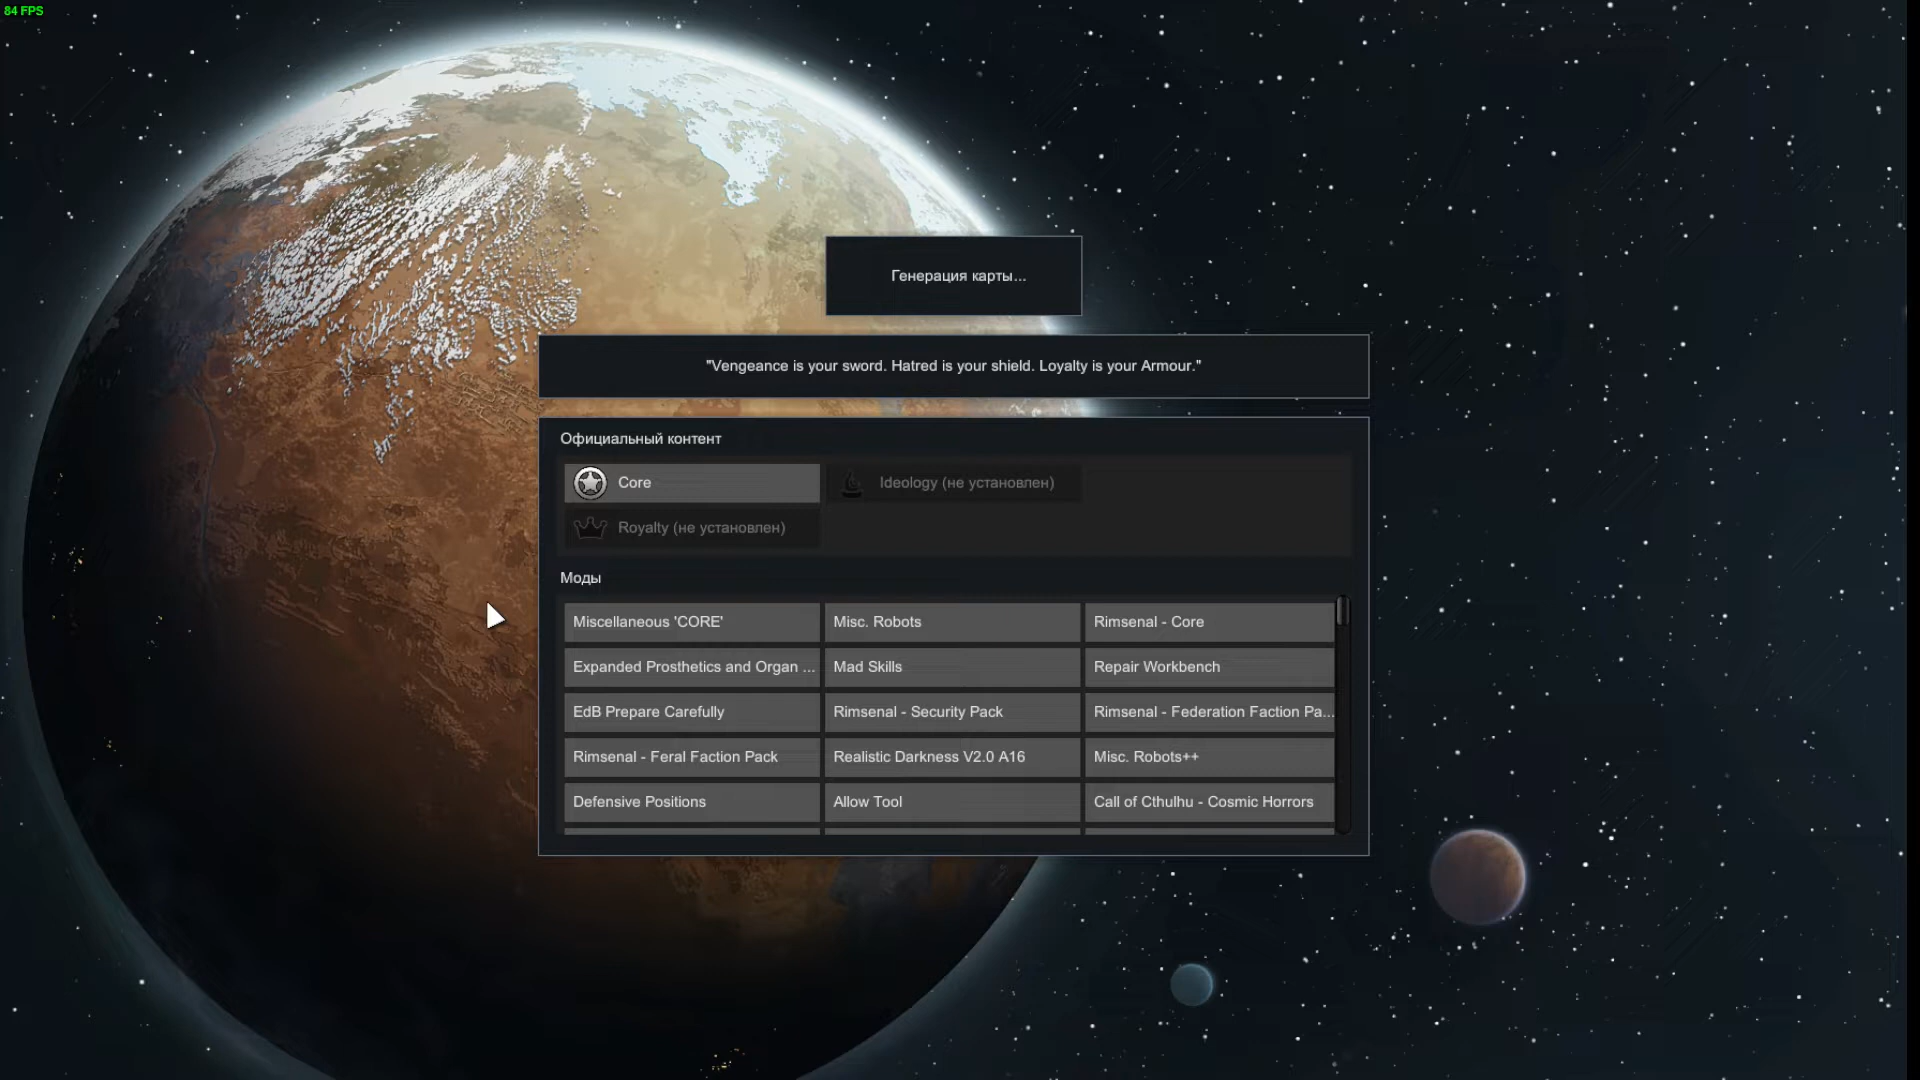 84 FPS
Генерация карты...
"Vengeance is your sword. Hatred is your shield. Loyalty is your Armour."
Официальный контент
Core
Ideology (не установлен)
Royalty (не установлен)
Моды
Miscellaneous 'CORE'
Misc. Robots
Rimsenal - Core
Expanded Prosthetics and Organ ...
Mad Skills
Repair Workbench
EdB Prepare Carefully
Rimsenal - Security Pack
Rimsenal - Federation Faction Pa...
Rimsenal - Feral Faction Pack
Realistic Darkness V2.0 A16
Misc. Robots++
Defensive Positions
Allow Tool
Call of Cthulhu - Cosmic Horrors